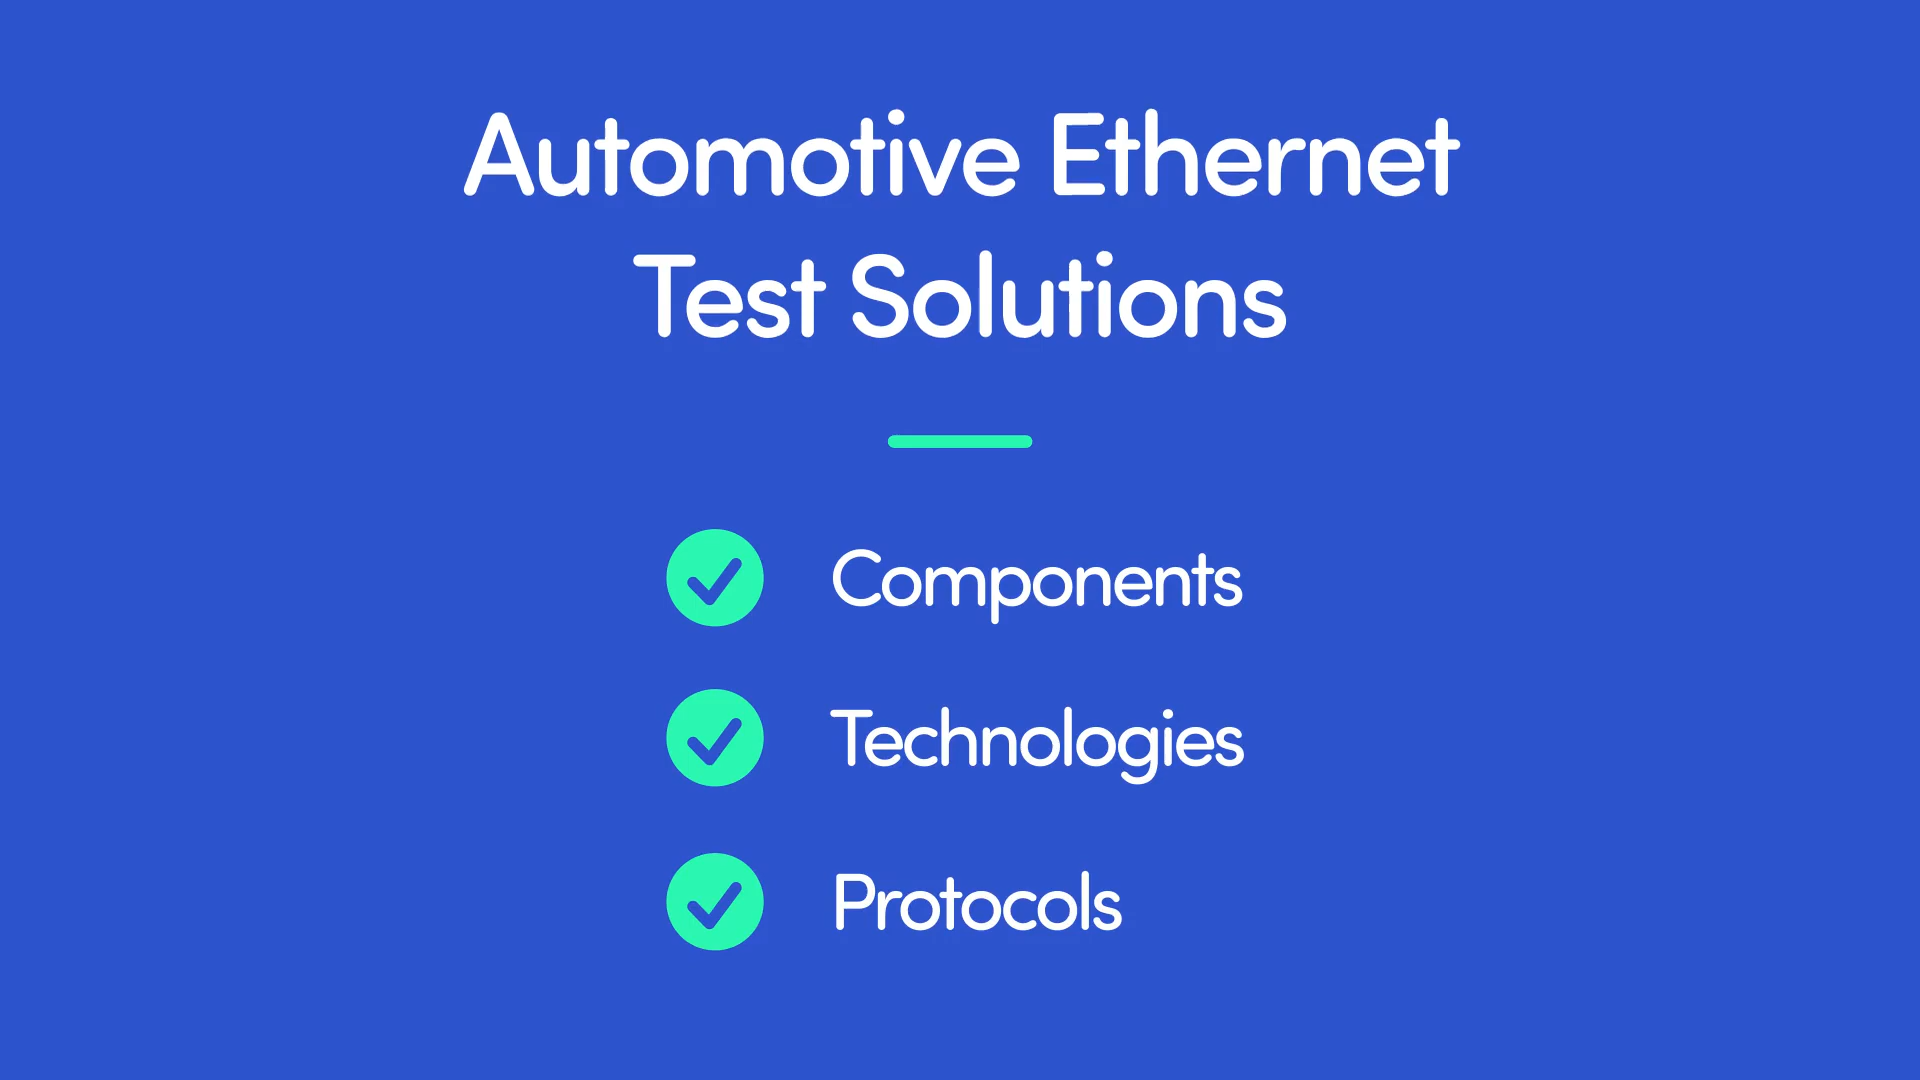 Automotive Ethernet
Test Solutions
Components
Technologies
Protocols